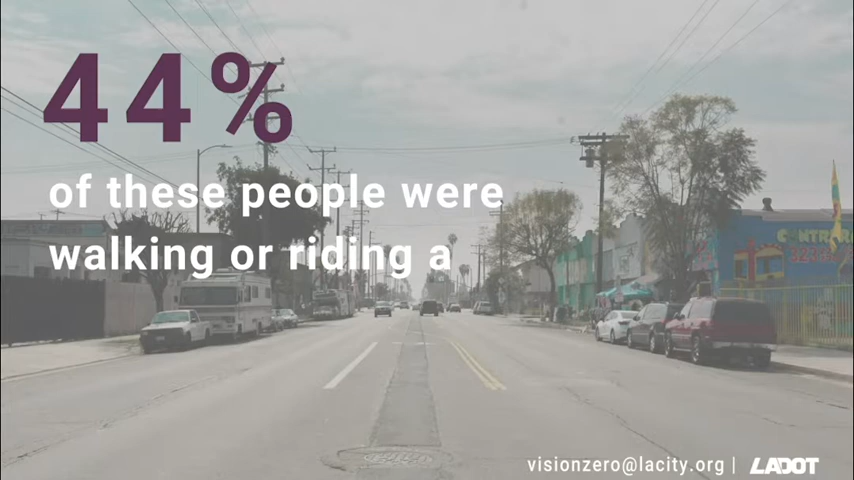 44%
of these people were
walking or riding a
visionzero@lacity.org | LADOT